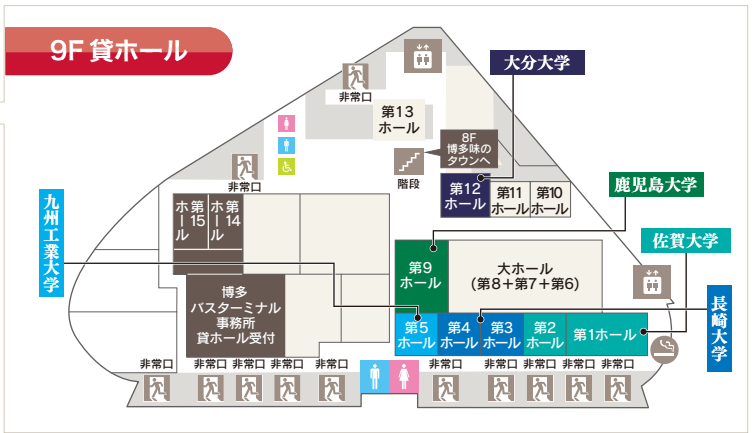 9F 貸ホール
大分大学
非常口
第13
ホール
8F
博多味の
タウンへ
階段
非常口
第12
ホール
第11
ホール
第10
ホール
鹿児島大学
九州工業大学
第15
ホール
第14
ホール
佐賀大学
第9
ホール
大ホール
(第8+第7+第6)
博多
バスターミナル
事務所
貸ホール受付
長崎大学
第5
ホール
第4
ホール
第3
ホール
第2
ホール
第1ホール
非常口
非常口
非常口
非常口
非常口
非常口
非常口
非常口
非常口
非常口